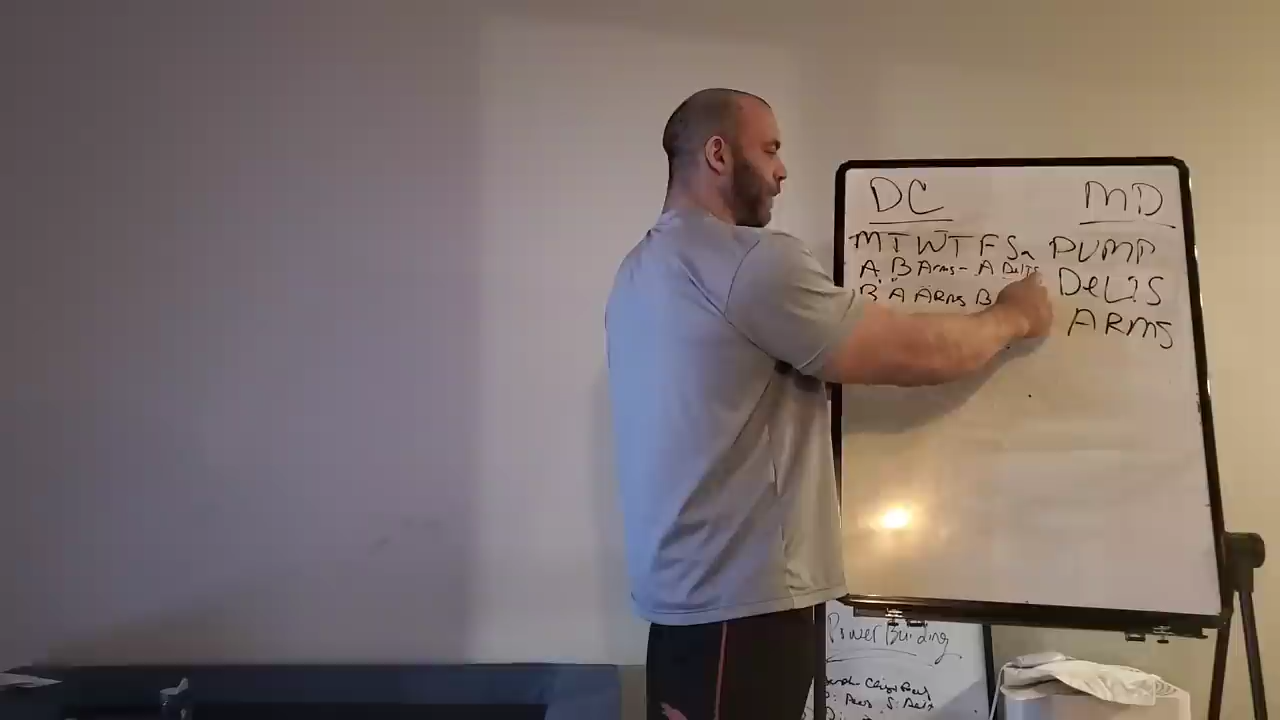 DC
MD
M T W T F Sa
PUMP
A B Arms - A Delts
Delts
B A ARms B
ARMS
Power Building